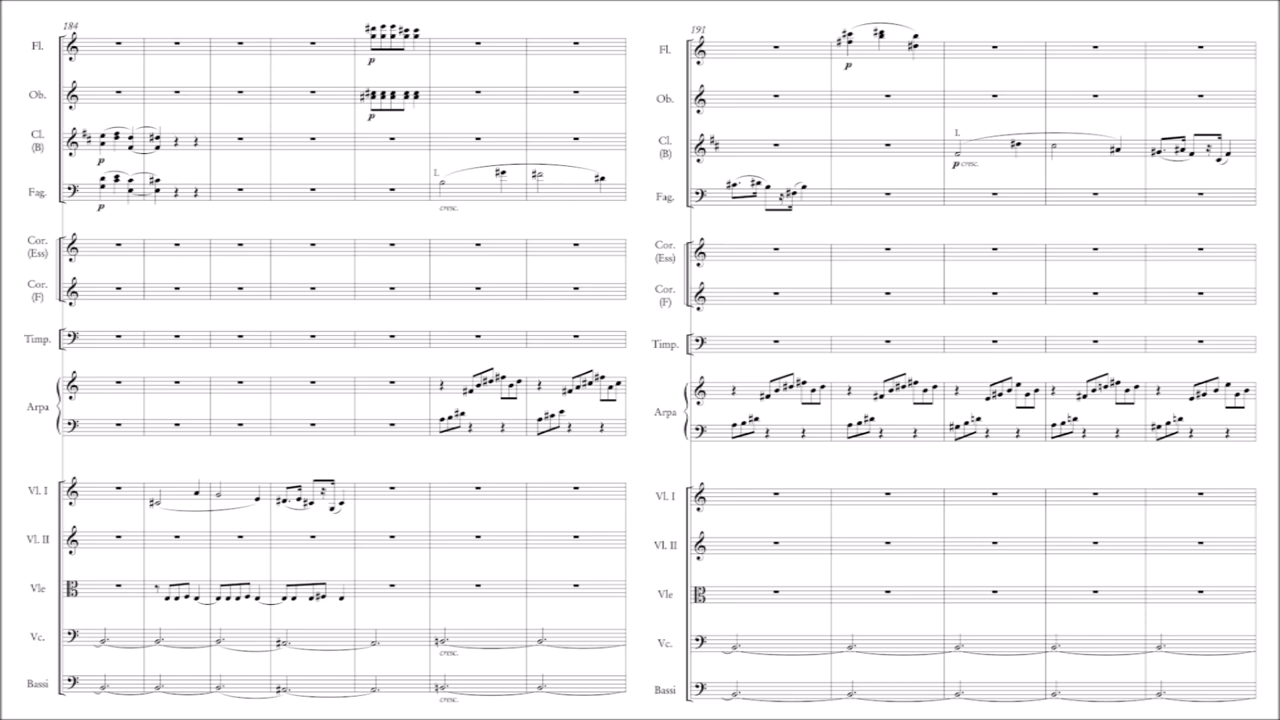 184
Fl.
p
Ob.
p
Cl.
(B)
p
Fag.
p
I.
cresc.
Cor.
(Ess)
Cor.
(F)
Timp.
Arpa
Vl. I
Vl. II
Vle
Vc.
cresc.
Bassi
cresc.
191
Fl.
p
Ob.
Cl.
(B)
I.
p cresc.
Fag.
Cor.
(Ess)
Cor.
(F)
Timp.
Arpa
Vl. I
Vl. II
Vle
Vc.
Bassi